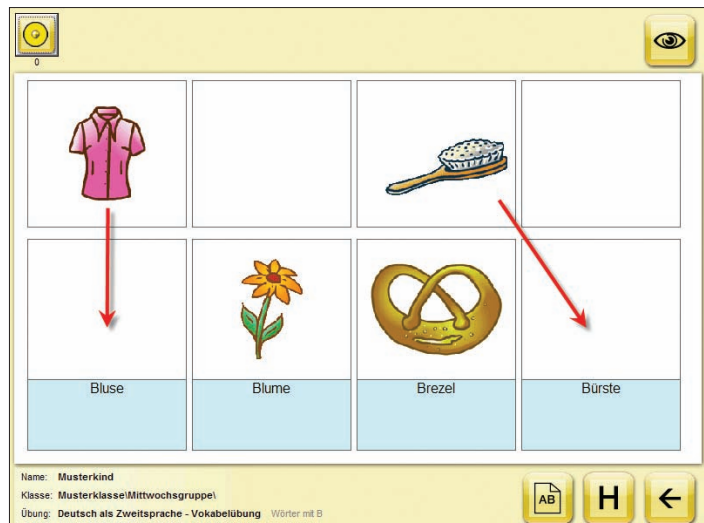 0
Bluse
Blume
Brezel
Bürste
Name: Musterkind
Klasse: Musterklasse\Mittwochsgruppe\
Übung: Deutsch als Zweitsprache - Vokabelübung Wörter mit B
AB
H